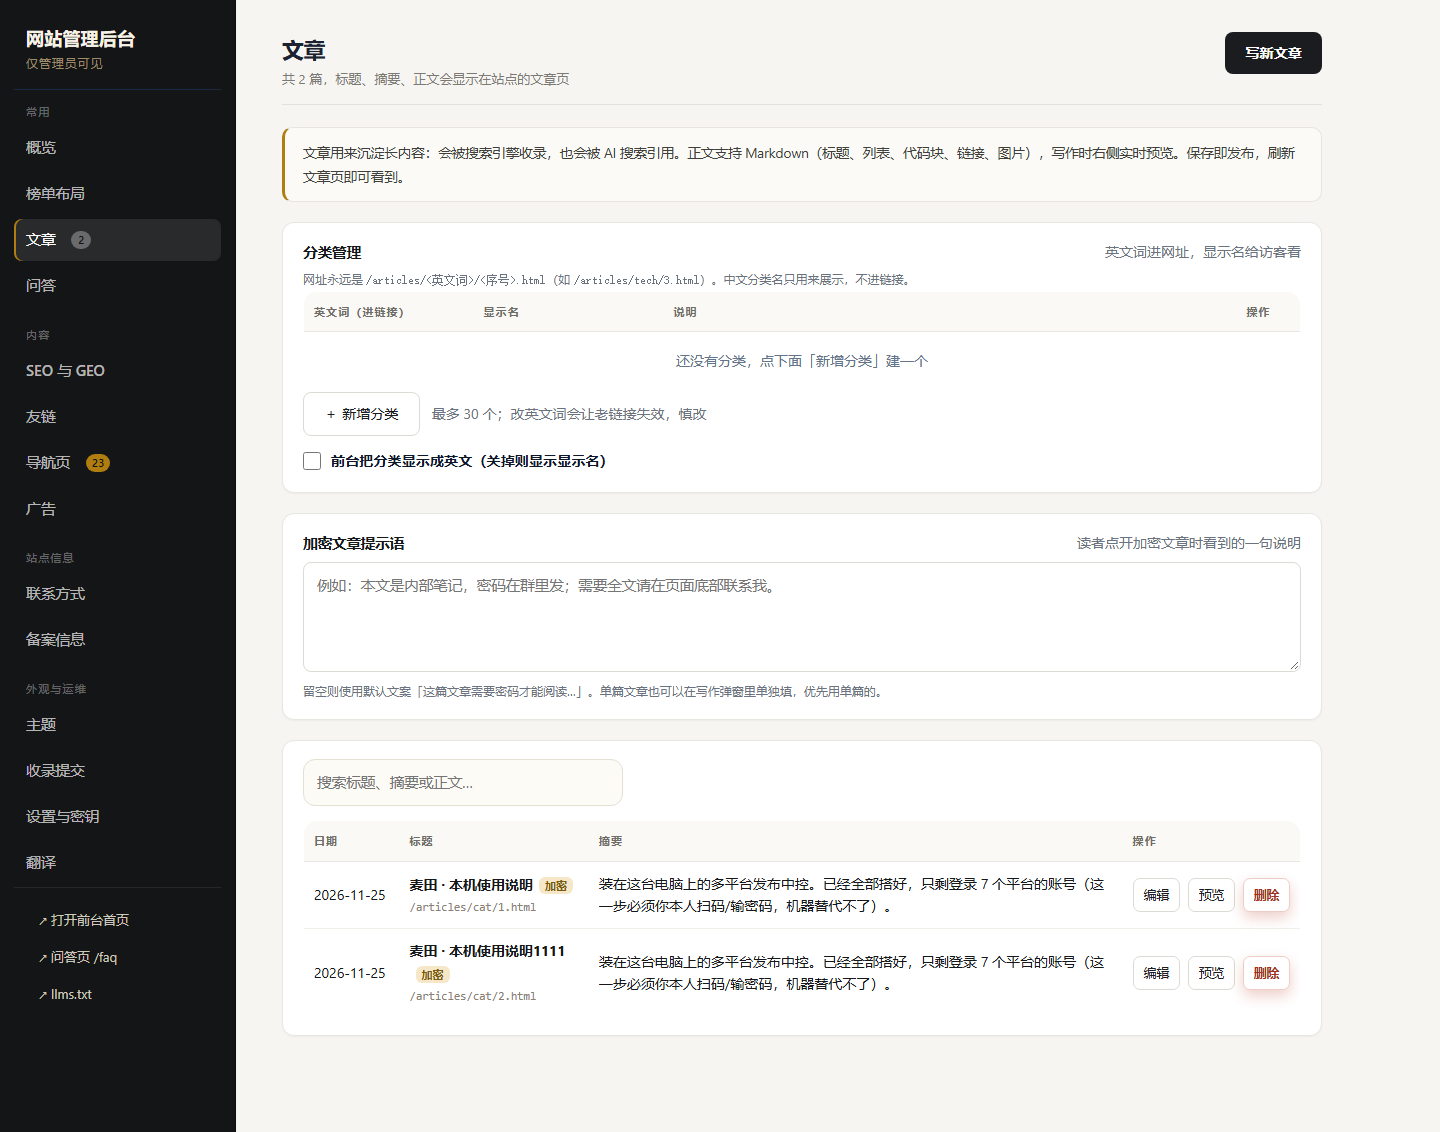 网站管理后台
仅管理员可见
常用
概览
榜单布局
文章 2
问答
内容
SEO 与 GEO
友链
导航页 23
广告
站点信息
联系方式
备案信息
外观与运维
主题
收录提交
设置与密钥
翻译
↗ 打开前台首页
↗ 问答页 /faq
↗ llms.txt
文章
共 2 篇，标题、摘要、正文会显示在站点的文章页
写新文章
文章用来沉淀长内容：会被搜索引擎收录，也会被 AI 搜索引用。正文支持 Markdown（标题、列表、代码块、链接、图片），写作时右侧实时预览。保存即发布，刷新
文章页即可看到。
分类管理
英文词进网址，显示名给访客看
网址永远是 /articles/<英文词>/<序号>.html（如 /articles/tech/3.html）。中文分类名只用来展示，不进链接。
英文词（进链接） 显示名 说明 操作
还没有分类，点下面「新增分类」建一个
+ 新增分类 最多 30 个；改英文词会让老链接失效，慎改
前台把分类显示成英文（关掉则显示显示名）
加密文章提示语
读者点开加密文章时看到的一句说明
例如：本文是内部笔记，密码在群里发；需要全文请在页面底部联系我。
留空则使用默认文案「这篇文章需要密码才能阅读…」。单篇文章也可以在写作弹窗里单独填，优先用单篇的。
搜索标题、摘要或正文…
日期 标题 摘要 操作
2026-11-25
麦田 · 本机使用说明 加密
/articles/cat/1.html
装在这台电脑上的多平台发布中控。已经全部搭好，只剩登录 7 个平台的账号（这
一步必须你本人扫码/输密码，机器替代不了）。
编辑 预览 删除
2026-11-25
麦田 · 本机使用说明1111
加密
/articles/cat/2.html
装在这台电脑上的多平台发布中控。已经全部搭好，只剩登录 7 个平台的账号（这
一步必须你本人扫码/输密码，机器替代不了）。
编辑 预览 删除